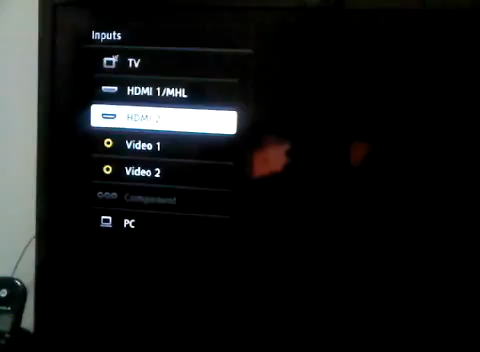 Inputs
TV
HDMI 1/MHL
HDMI 2
Video 1
Video 2
Component
PC